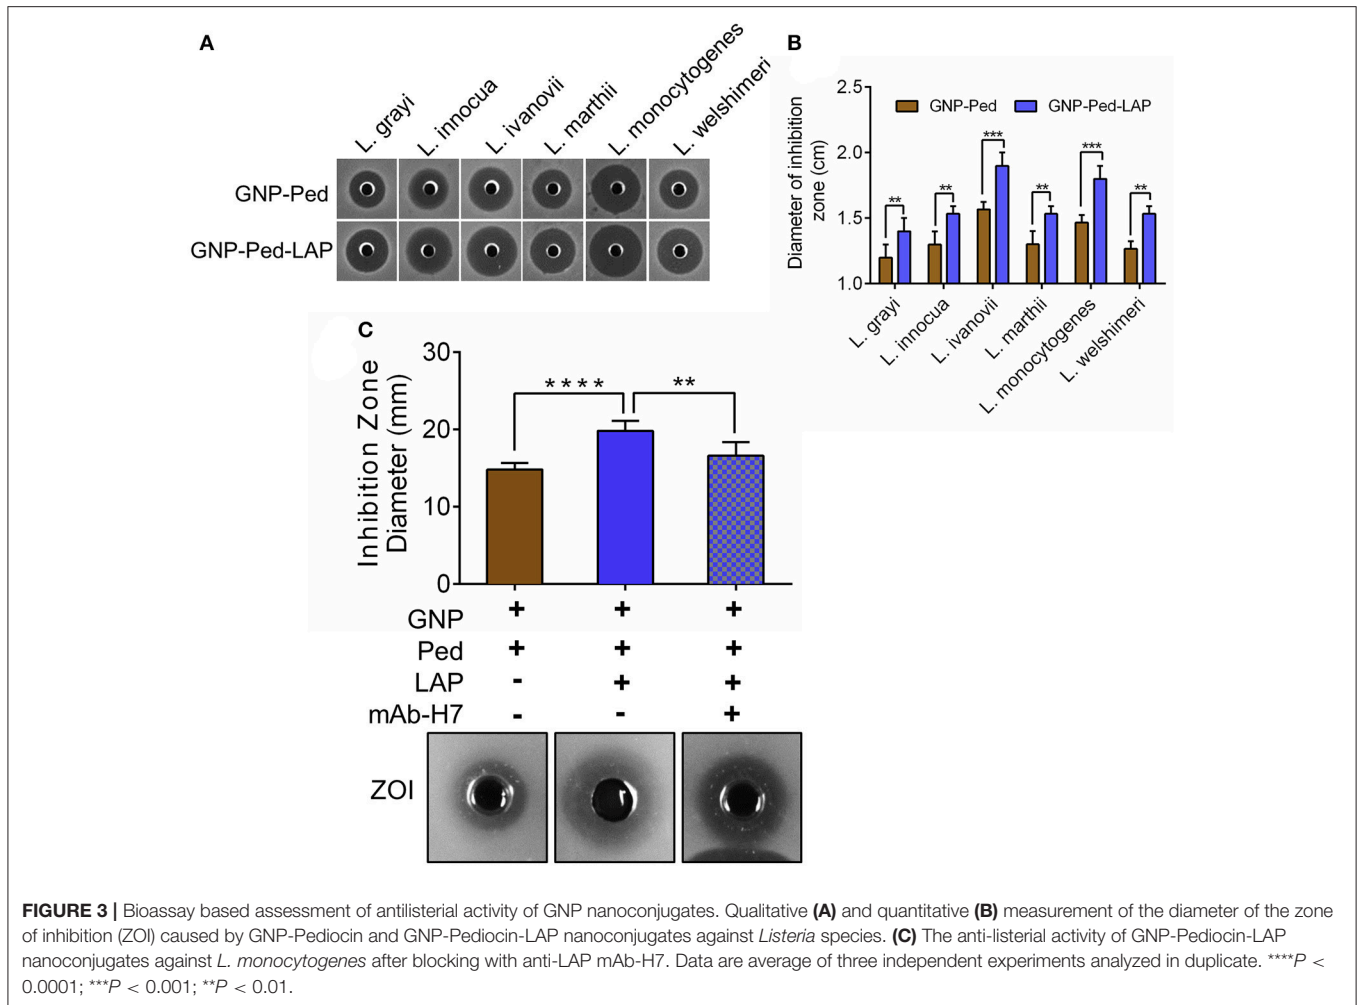 A
L. grayi
L. innocua
L. ivanovii
L. marthii
L. monocytogenes
L. welshimeri
GNP-Ped
GNP-Ped-LAP
B
Diameter of inhibition
zone (cm)
2.5
2.0
1.5
1.0
GNP-Ped GNP-Ped-LAP
** ** *** ** *** **
L. grayi
L. innocua
L. ivanovii
L. marthii
L. monocytogenes
L. welshimeri
C
Inhibition Zone
Diameter (mm)
30
20
10
0
**** **
GNP + + +
Ped + + +
LAP - + +
mAb-H7 - - +
ZOI
FIGURE 3 | Bioassay based assessment of antilisterial activity of GNP nanoconjugates. Qualitative (A) and quantitative (B) measurement of the diameter of the zone
of inhibition (ZOI) caused by GNP-Pediocin and GNP-Pediocin-LAP nanoconjugates against Listeria species. (C) The anti-listerial activity of GNP-Pediocin-LAP
nanoconjugates against L. monocytogenes after blocking with anti-LAP mAb-H7. Data are average of three independent experiments analyzed in duplicate. ****P <
0.0001; ***P < 0.001; **P < 0.01.